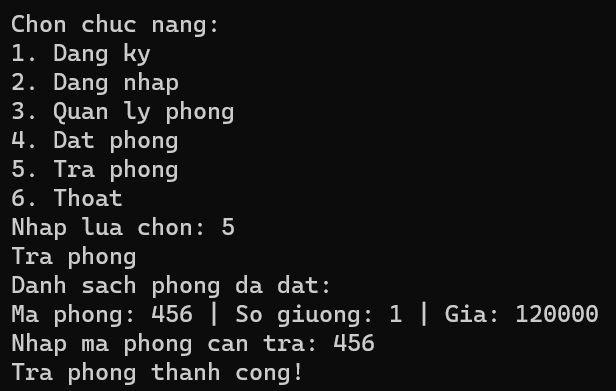 Chon chuc nang:
1. Dang ky
2. Dang nhap
3. Quan ly phong
4. Dat phong
5. Tra phong
6. Thoat
Nhap lua chon: 5
Tra phong
Danh sach phong da dat:
Ma phong: 456 | So giuong: 1 | Gia: 120000
Nhap ma phong can tra: 456
Tra phong thanh cong!